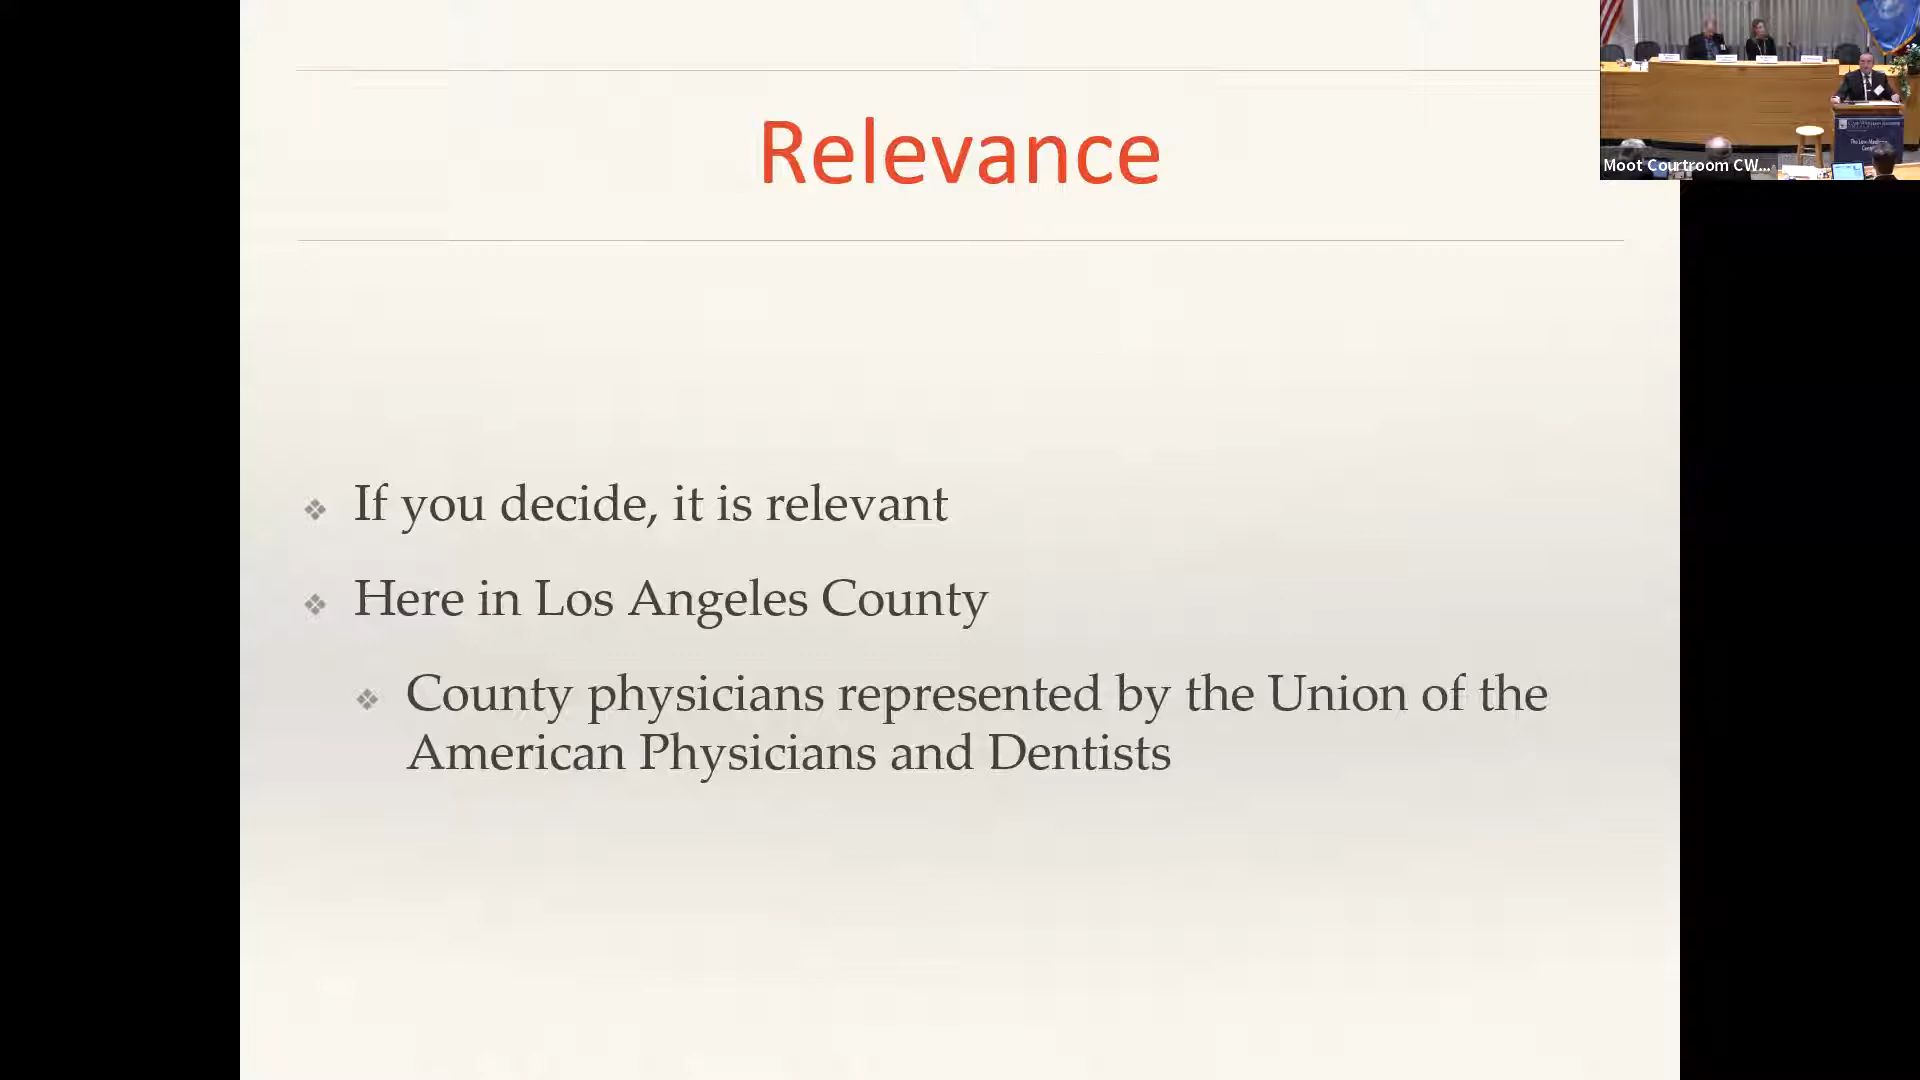 Relevance
If you decide, it is relevant
Here in Los Angeles County
County physicians represented by the Union of the
American Physicians and Dentists
Moot Courtroom CW...